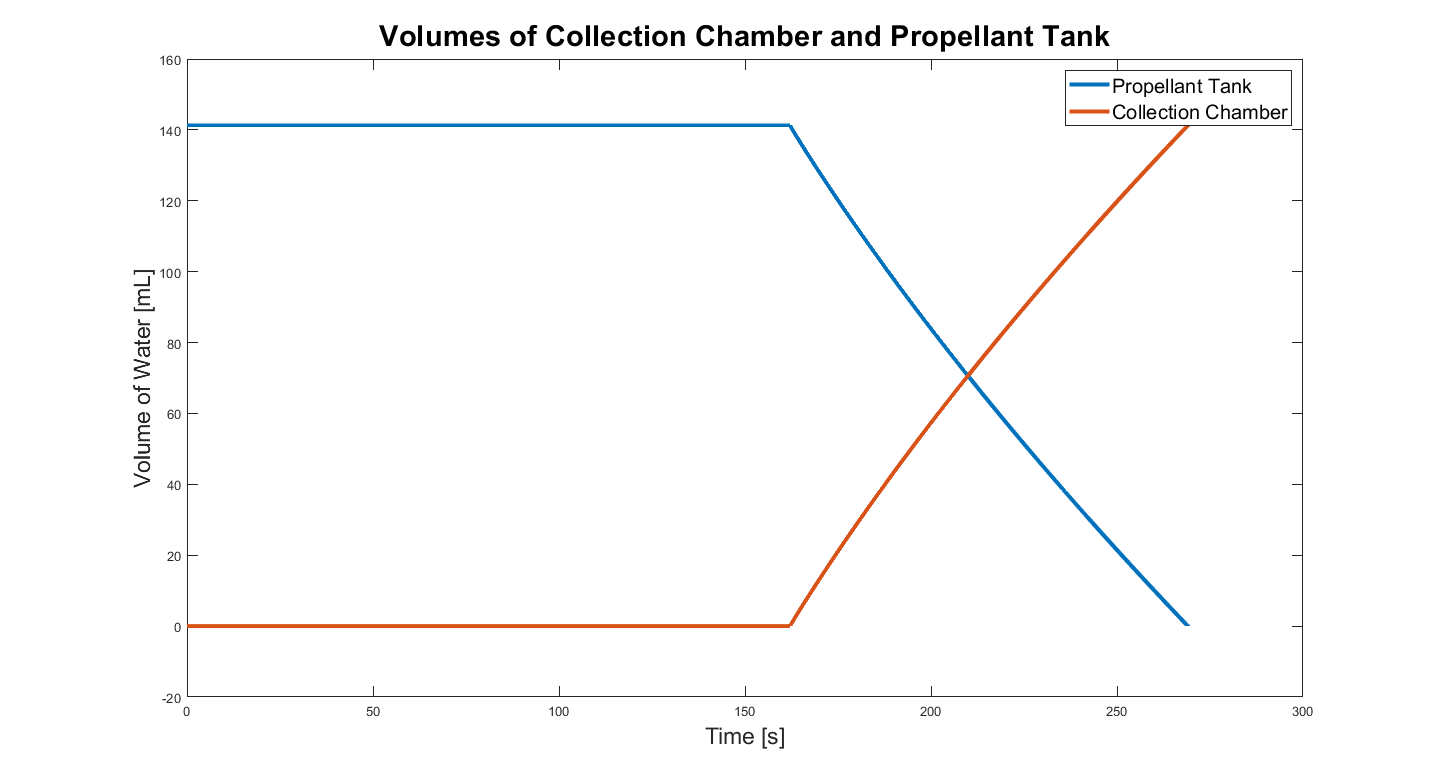 Volumes of Collection Chamber and Propellant Tank
160
140
120
100
80
60
40
20
0
-20
Volume of Water [mL]
Propellant Tank
Collection Chamber
0 50 100 150 200 250 300
Time [s]